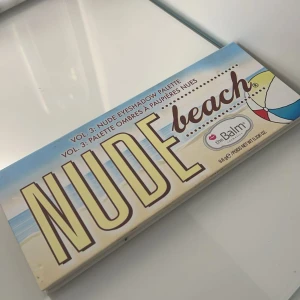 VOL. 3: NUDE EYESHADOW PALETTE
VOL. 3: PALETTE OMBRES À PAUPIÈRES NUES
NUDE
beach®
theBalm